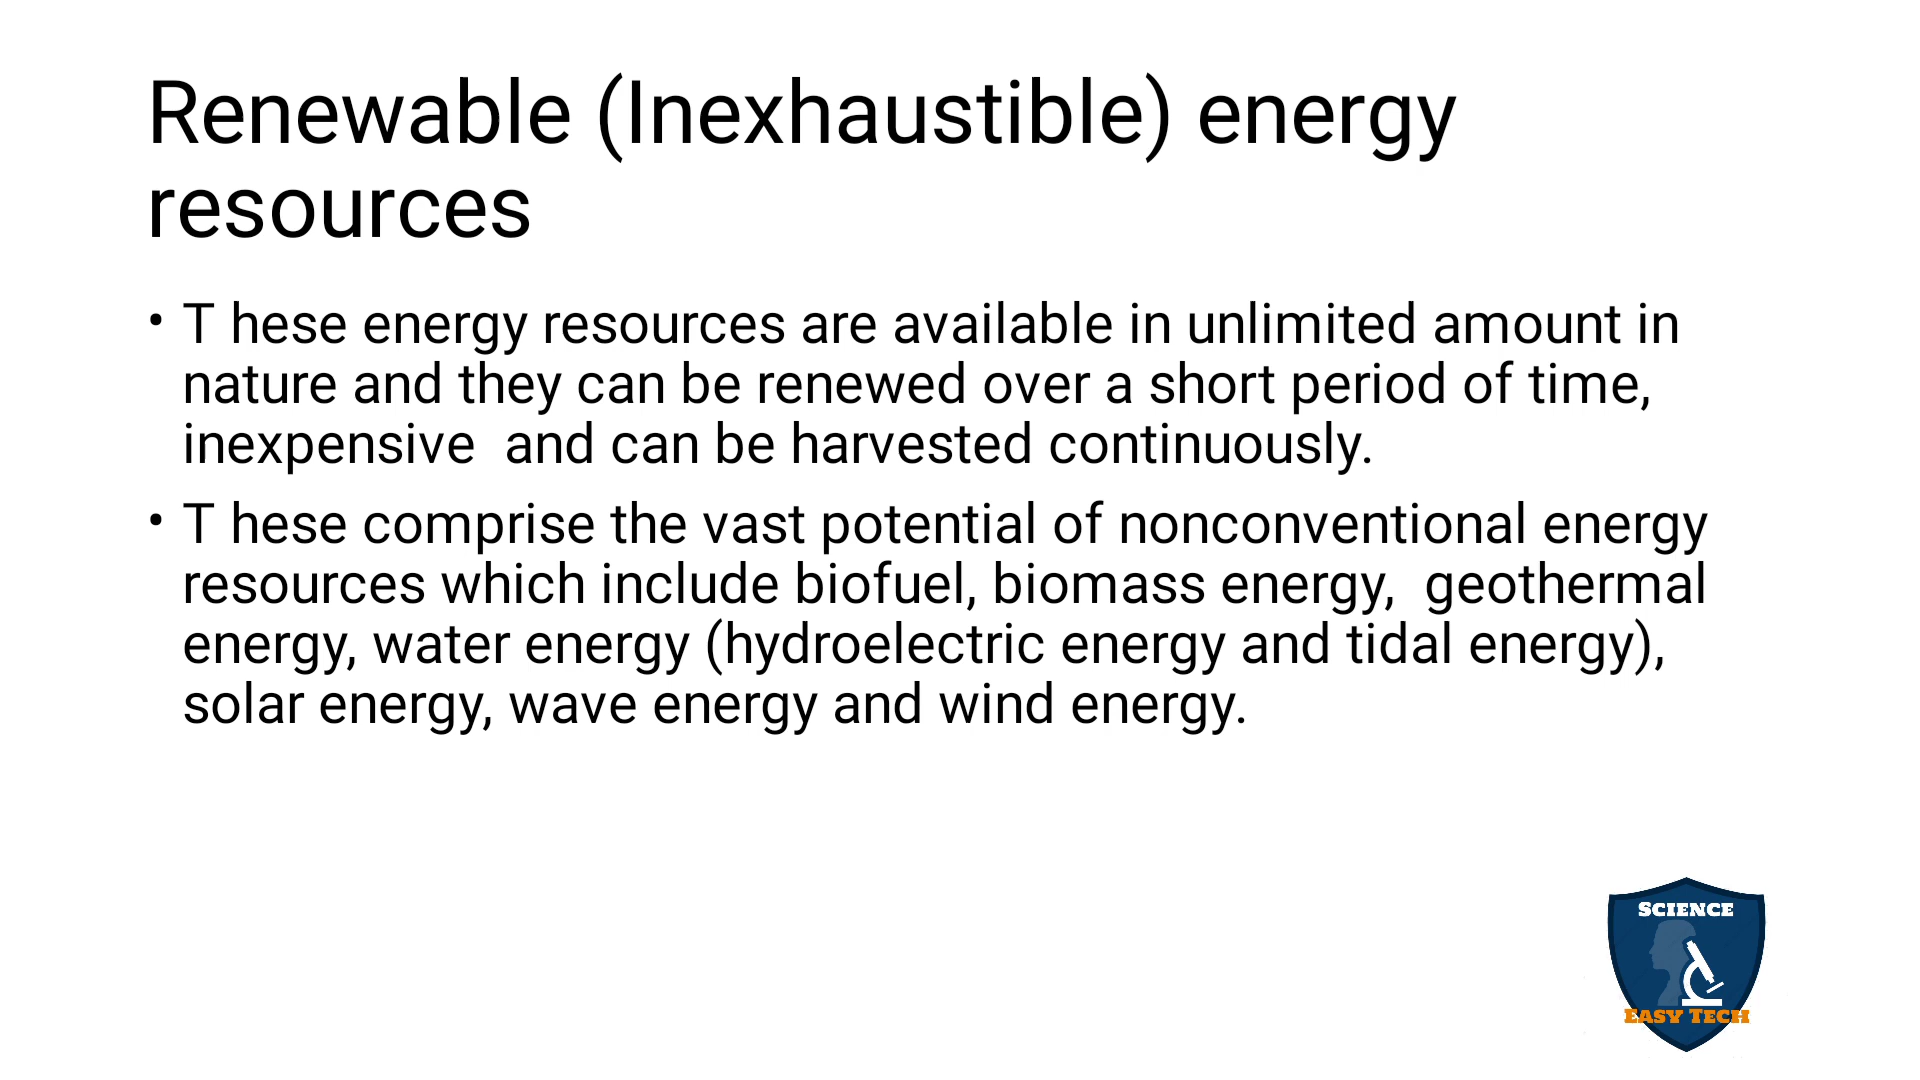 Renewable (Inexhaustible) energy
resources
• T hese energy resources are available in unlimited amount in
nature and they can be renewed over a short period of time,
inexpensive  and can be harvested continuously.
• T hese comprise the vast potential of nonconventional energy
resources which include biofuel, biomass energy,  geothermal
energy, water energy (hydroelectric energy and tidal energy),
solar energy, wave energy and wind energy.
SCIENCE
EASY TECH